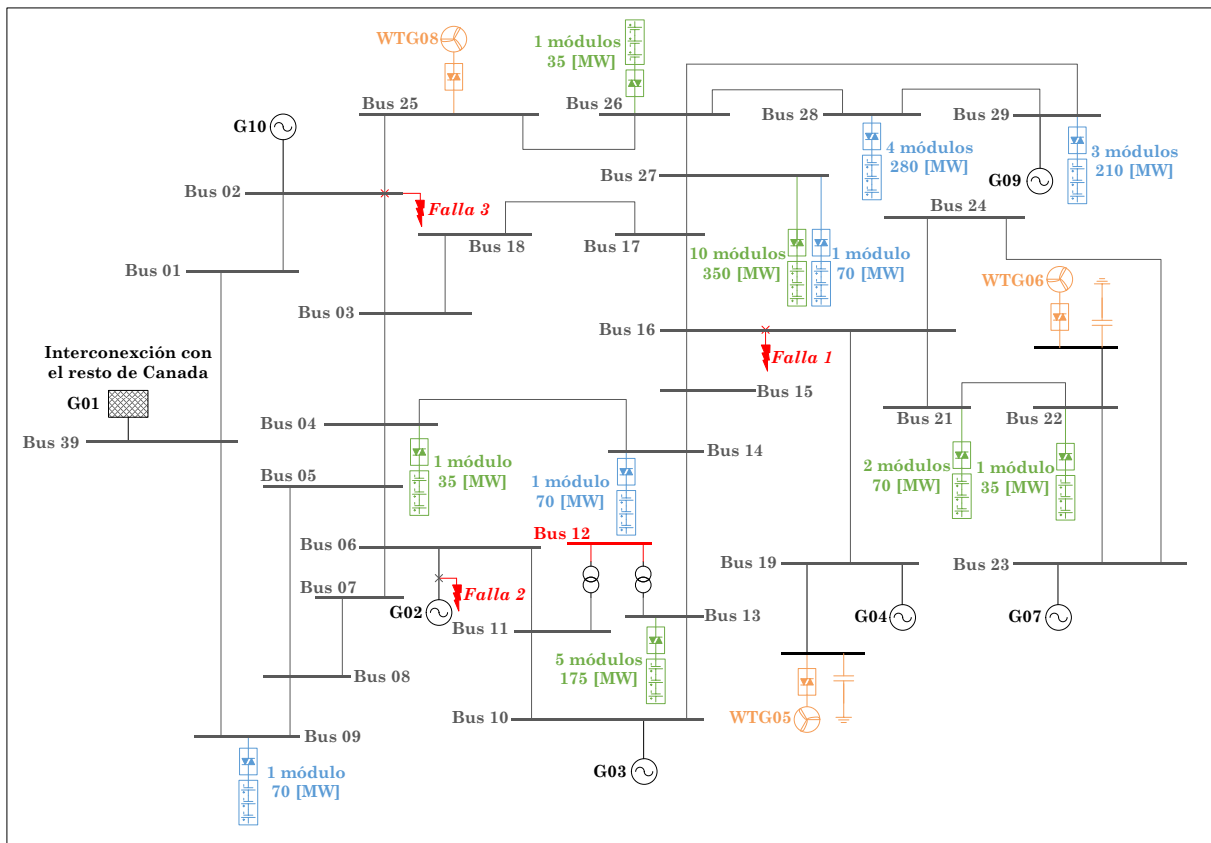 WTG08
1 módulos
35 [MW]
Bus 25
Bus 26
Bus 28
Bus 29
G10
4 módulos
280 [MW]
G09
3 módulos
210 [MW]
Bus 02
Falla 3
Bus 27
Bus 24
Bus 18
Bus 17
10 módulos
350 [MW]
1 módulo
70 [MW]
WTG06
Bus 01
Bus 03
Bus 16
Falla 1
Interconexción con
el resto de Canada
G01
Bus 15
Bus 39
Bus 04
Bus 21
Bus 22
1 módulo
35 [MW]
1 módulo
70 [MW]
Bus 14
2 módulos
70 [MW]
1 módulo
35 [MW]
Bus 05
Bus 12
Bus 06
Bus 19
Bus 23
Bus 07
Falla 2
G02
Bus 11
Bus 13
G04
G07
5 módulos
175 [MW]
Bus 08
Bus 10
WTG05
Bus 09
1 módulo
70 [MW]
G03